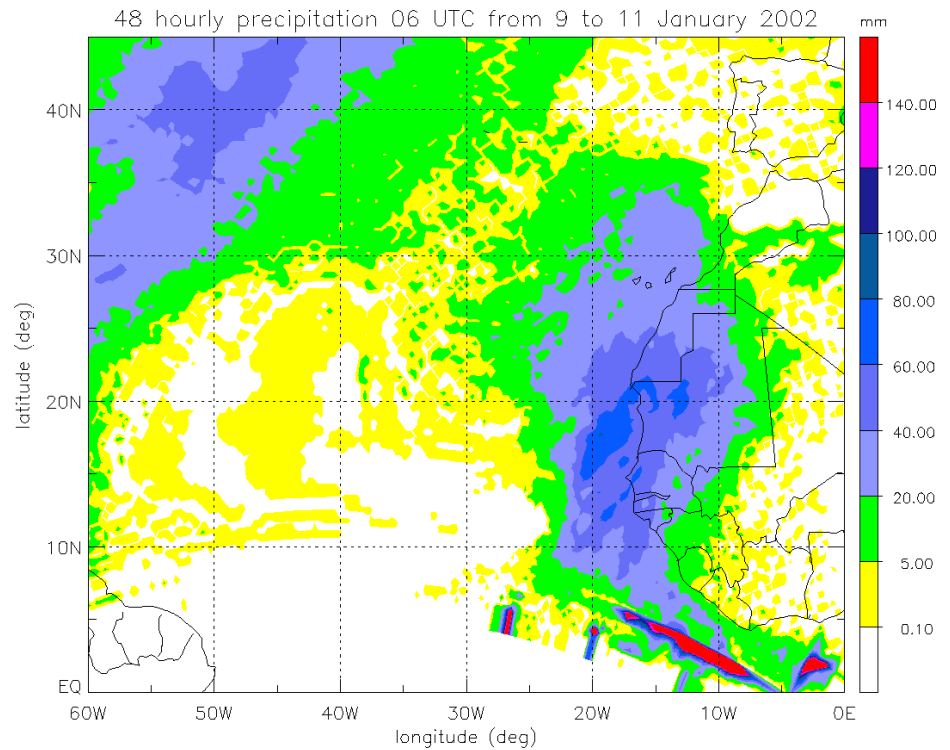 48 hourly precipitation 06 UTC from 9 to 11 January 2002
mm
140.00
120.00
100.00
80.00
60.00
40.00
20.00
5.00
0.10
40N
30N
20N
10N
EQ
latitude (deg)
60W 50W 40W 30W 20W 10W 0E
longitude (deg)